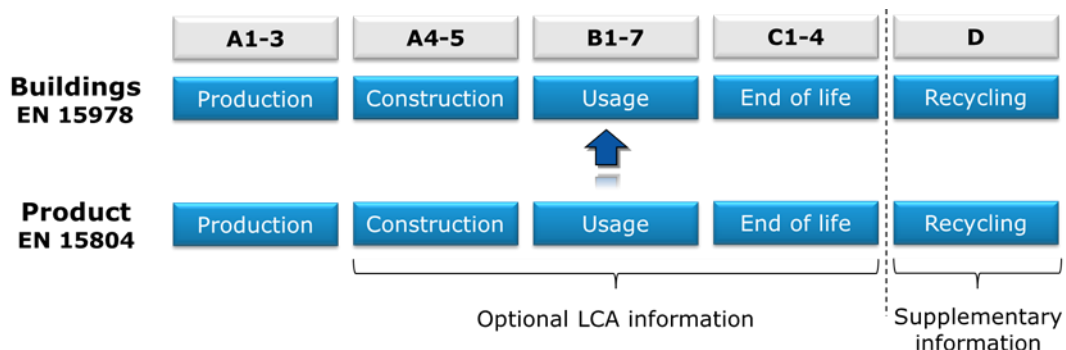 A1-3 A4-5 B1-7 C1-4 D
Buildings
EN 15978
Production Construction Usage End of life Recycling
Product
EN 15804
Production Construction Usage End of life Recycling
Optional LCA information
Supplementary
information